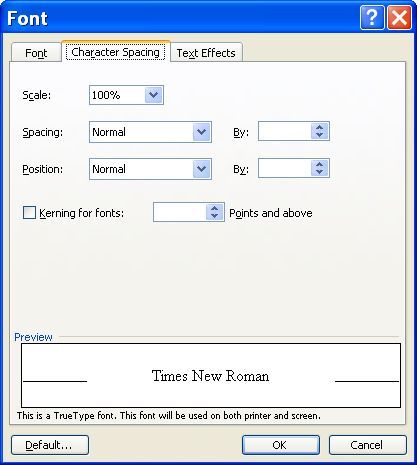 Font
Font Character Spacing Text Effects
Scale: 100%
Spacing: Normal By:
Position: Normal By:
Kerning for fonts: Points and above
Preview
Times New Roman
This is a TrueType font. This font will be used on both printer and screen.
Default... OK Cancel